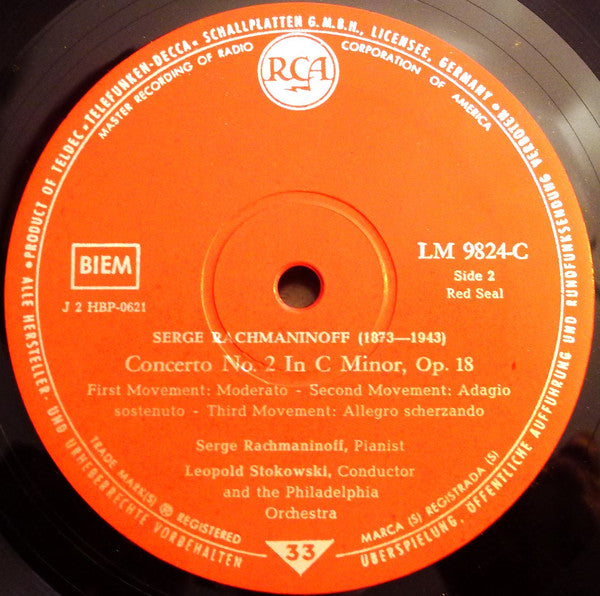 • PRODUCT OF TELDEC • „TELEFUNKEN-DECCA" SCHALLPLATTEN G.M.B.H., LICENSEE, GERMANY •
MASTER RECORDING OF RADIO CORPORATION OF AMERICA
RCA
BIEM
J 2 HBP-0621
LM 9824-C
Side 2
Red Seal
SERGE RACHMANINOFF (1873—1943)
Concerto No. 2 In C Minor, Op. 18
First Movement: Moderato - Second Movement: Adagio
sostenuto - Third Movement: Allegro scherzando
Serge Rachmaninoff, Pianist
Leopold Stokowski, Conductor
and the Philadelphia
Orchestra
TRADE MARK(S) ® REGISTERED
33
MARCA (S) REGISTRADA (S)
ALLE HERSTELLER- UND URHEBERRECHTE VORBEHALTEN
ÜBERSPIELUNG, ÖFFENTLICHE AUFFÜHRUNG UND RUNDFUNKSENDUNG VERBOTEN